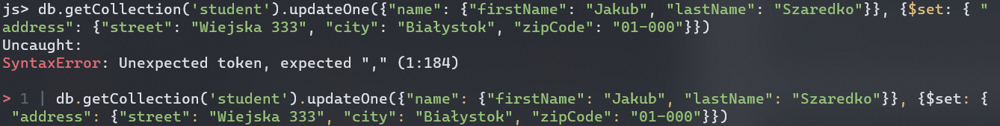 js> db.getCollection('student').updateOne({"name": {"firstName": "Jakub", "lastName": "Szaredko"}}, {$set: { "
address": {"street": "Wiejska 333", "city": "Białystok", "zipCode": "01-000"}})
Uncaught:
SyntaxError: Unexpected token, expected "," (1:184)

> 1 | db.getCollection('student').updateOne({"name": {"firstName": "Jakub", "lastName": "Szaredko"}}, {$set: {
"address": {"street": "Wiejska 333", "city": "Białystok", "zipCode": "01-000"}})